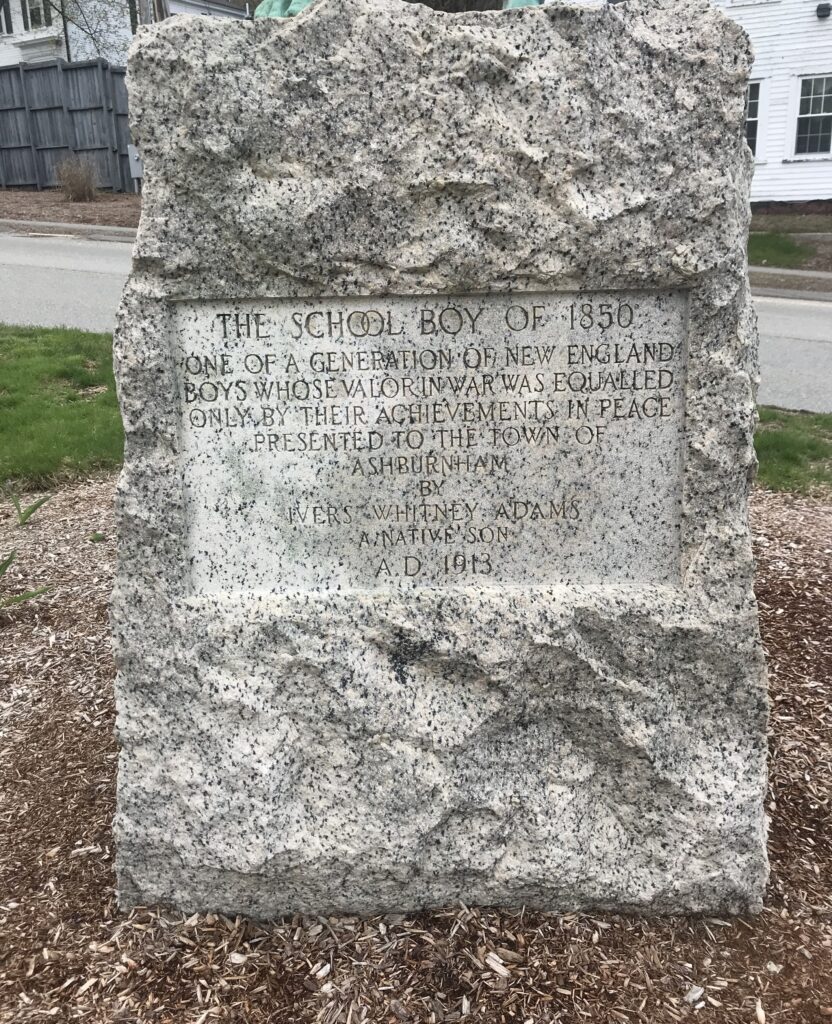 THE SCHOOL BOY OF 1850
ONE OF A GENERATION OF NEW ENGLAND
BOYS WHOSE VALOR IN WAR WAS EQUALLED
ONLY BY THEIR ACHIEVEMENTS IN PEACE
PRESENTED TO THE TOWN OF
ASHBURNHAM
BY
IVERS WHITNEY ADAMS
A NATIVE SON
A.D. 1913